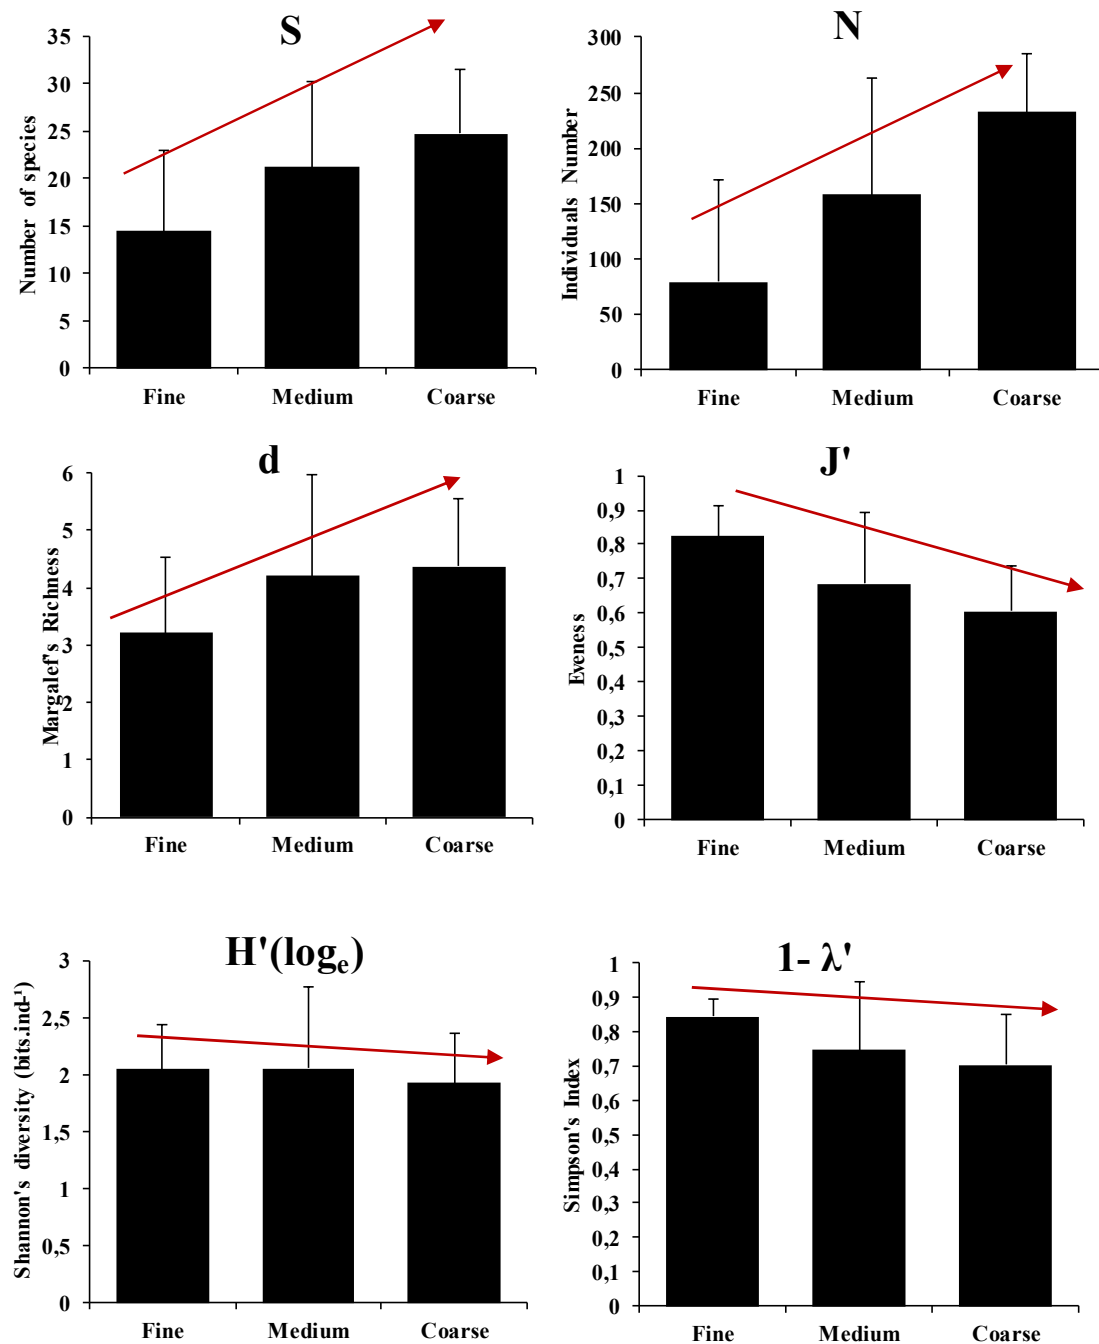 S
Number of species
35
30
25
20
15
10
5
0
Fine Medium Coarse
N
Individuals Number
300
250
200
150
100
50
0
Fine Medium Coarse
d
Margalef's Richness
6
5
4
3
2
1
0
Fine Medium Coarse
J'
Eveness
1
0,9
0,8
0,7
0,6
0,5
0,4
0,3
0,2
0,1
0
Fine Medium Coarse
H'(logₑ)
Shannon's diversity (bits.ind-¹)
3
2,5
2
1,5
1
0,5
0
Fine Medium Coarse
1- λ'
Simpson's Index
1
0,9
0,8
0,7
0,6
0,5
0,4
0,3
0,2
0,1
0
Fine Medium Coarse